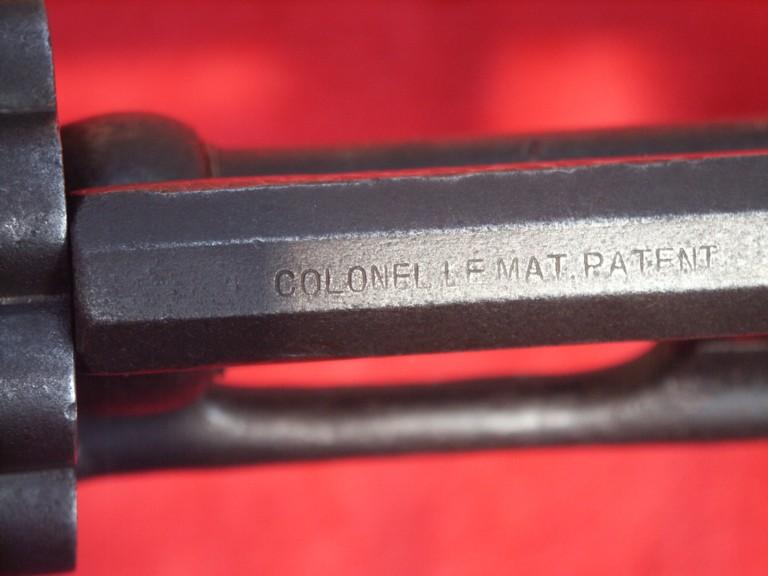 COLONEL LE MAT. PATENT